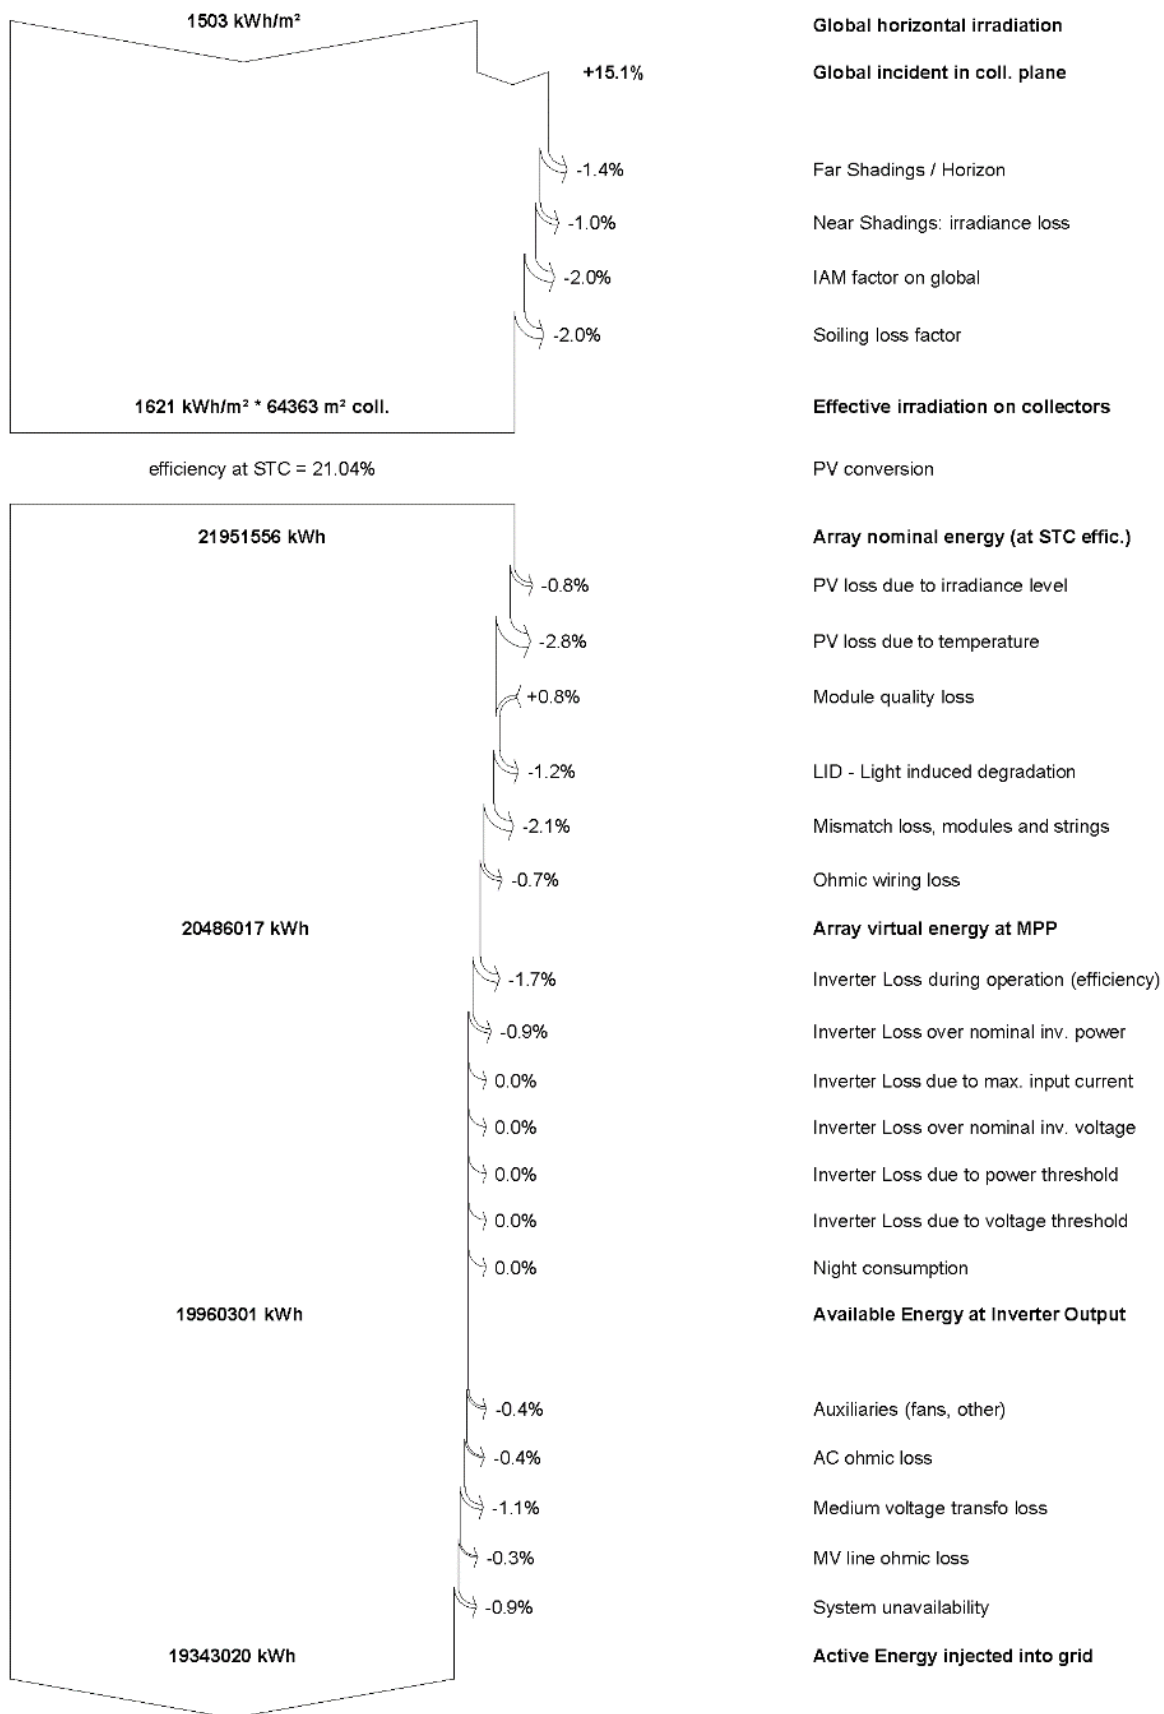 1503 kWh/m² Global horizontal irradiation
+15.1% Global incident in coll. plane
-1.4% Far Shadings / Horizon
-1.0% Near Shadings: irradiance loss
-2.0% IAM factor on global
-2.0% Soiling loss factor
1621 kWh/m² * 64363 m² coll. Effective irradiation on collectors
efficiency at STC = 21.04% PV conversion
21951556 kWh Array nominal energy (at STC effic.)
-0.8% PV loss due to irradiance level
-2.8% PV loss due to temperature
+0.8% Module quality loss
-1.2% LID - Light induced degradation
-2.1% Mismatch loss, modules and strings
-0.7% Ohmic wiring loss
20486017 kWh Array virtual energy at MPP
-1.7% Inverter Loss during operation (efficiency)
-0.9% Inverter Loss over nominal inv. power
0.0% Inverter Loss due to max. input current
0.0% Inverter Loss over nominal inv. voltage
0.0% Inverter Loss due to power threshold
0.0% Inverter Loss due to voltage threshold
0.0% Night consumption
19960301 kWh Available Energy at Inverter Output
-0.4% Auxiliaries (fans, other)
-0.4% AC ohmic loss
-1.1% Medium voltage transfo loss
-0.3% MV line ohmic loss
-0.9% System unavailability
19343020 kWh Active Energy injected into grid